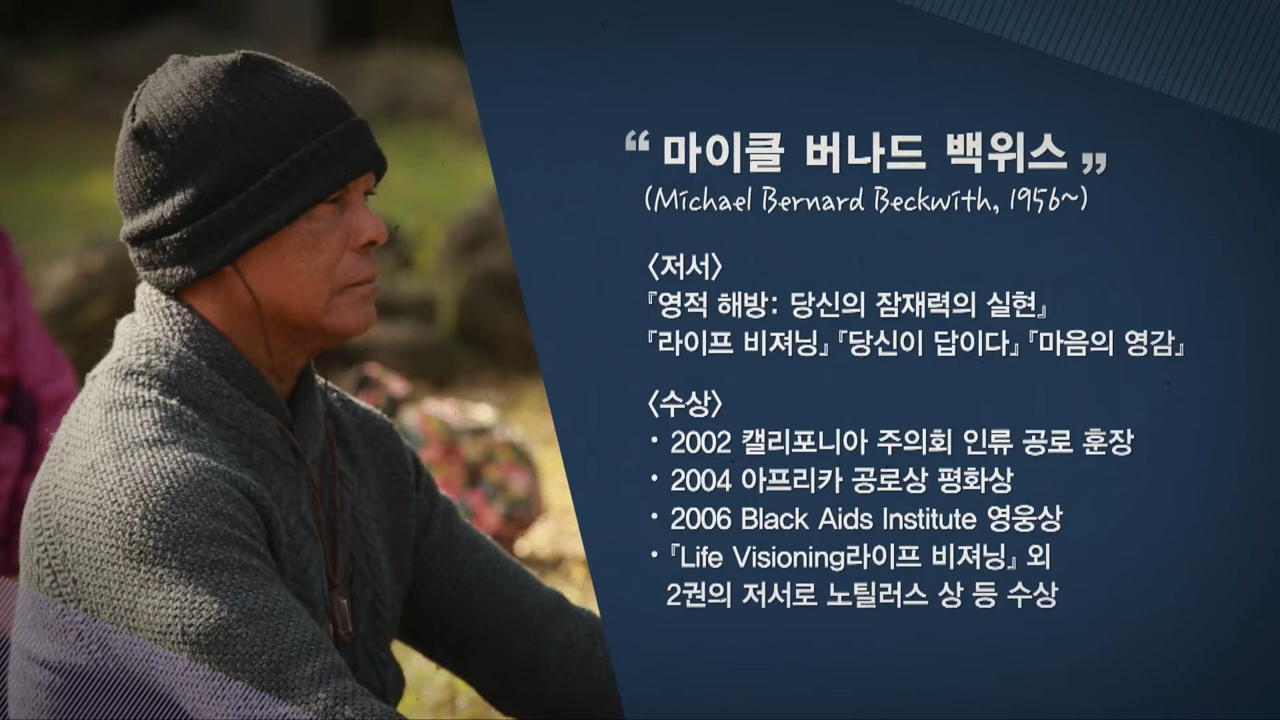 “ 마이클 버나드 백위스 ”
(Michael Bernard Beckwith, 1956~)
〈저서〉
『영적 해방: 당신의 잠재력의 실현』
『라이프 비져닝』『당신이 답이다』『마음의 영감』
〈수상〉
· 2002 캘리포니아 주의회 인류 공로 훈장
· 2004 아프리카 공로상 평화상
· 2006 Black Aids Institute 영웅상
· 『Life Visioning라이프 비져닝』 외
2권의 저서로 노틸러스 상 등 수상